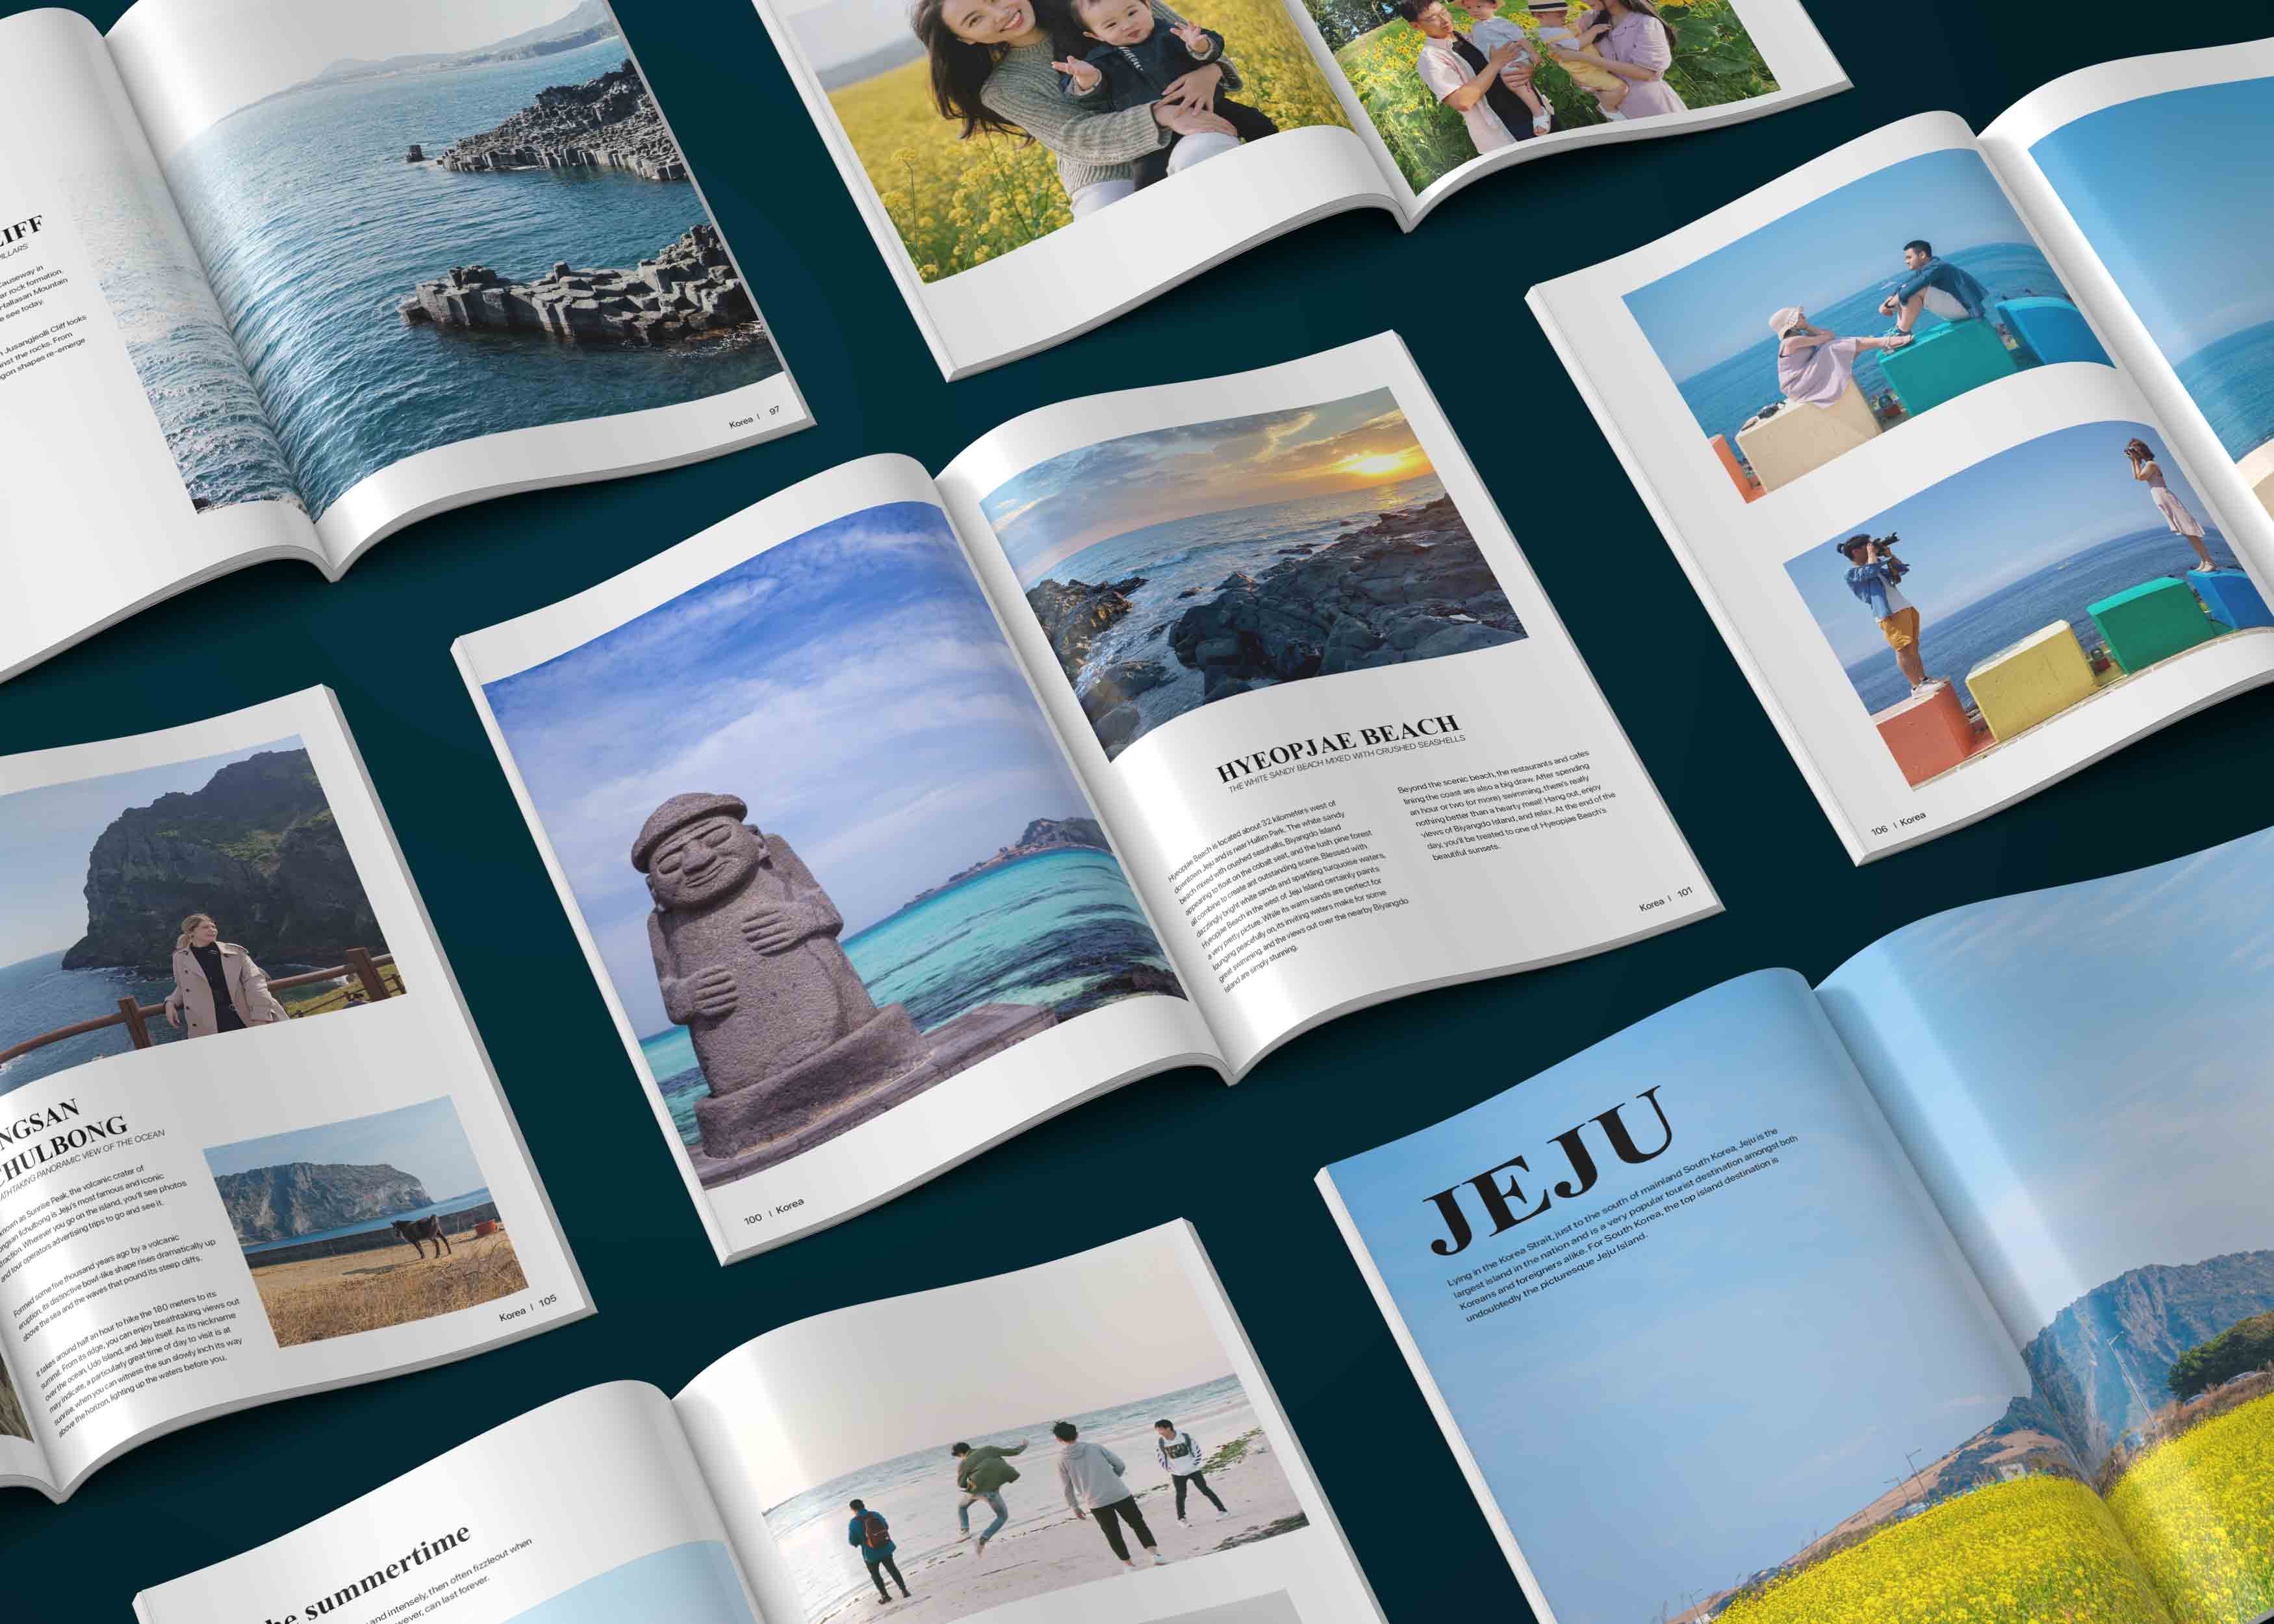 IFF
PILLARS
Causeway in
ar rock formation.
Hallasan Mountain
e see today.
Jusangjeolli Cliff looks
inst the rocks. From
gon shapes re-emerge
Korea | 97
HYEOPJAE BEACH
THE WHITE SANDY BEACH MIXED WITH CRUSHED SEASHELLS
Hyeopjae Beach is located about 32 kilometers west of
downtown Jeju and is near Hallim Park. The white sandy
beach mixed with crushed seashells, Biyangdo Island
appearing to float on the cobalt seat, and the lush pine forest
all combine to create ant outstanding scene. Blessed with
dazzlingly bright white sands and sparkling turquoise waters,
Hyeopjae Beach in the west of Jeju Island certainly paints
a very pretty picture. While its warm sands are perfect for
lounging peacefully on, its inviting waters make for some
great swimming, and the views out over the nearby Biyangdo
Island are simply stunning.
Beyond the scenic beach, the restaurants and cafes
lining the coast are also a big draw. After spending
an hour or two (or more) swimming, there's really
nothing better than a hearty meal! Hang out, enjoy
views of Biyangdo Island, and relax. At the end of the
day, you'll be treated to one of Hyeopjae Beach's
beautiful sunsets.
Korea | 101
100 | Korea
106 | Korea
NGSAN
CHULBONG
ATHTAKING PANORAMIC VIEW OF THE OCEAN
known as Sunrise Peak, the volcanic crater of
ongsan Ilchulbong is Jeju's most famous and iconic
raction. Wherever you go on the island, you'll see photos
and tour operators advertising trips to go and see it.
Formed some five thousand years ago by a volcanic
eruption, its distinctive bowl-like shape rises dramatically up
above the sea and the waves that pound its steep cliffs.
It takes around half an hour to hike the 180 meters to its
summit. From its ridge, you can enjoy breathtaking views out
over the ocean, Udo Island, and Jeju itself. As its nickname
may indicate, a particularly great time of day to visit is at
sunrise, when you can witness the sun slowly inch its way
above the horizon, lighting up the waters before you.
Korea | 105
JEJU
Lying in the Korea Strait, just to the south of mainland South Korea, Jeju is the
largest island in the nation and is a very popular tourist destination amongst both
Koreans and foreigners alike. For South Korea, the top island destination is
undoubtedly the picturesque Jeju Island.
he summertime
and intensely, then often fizzleout when
wever, can last forever.